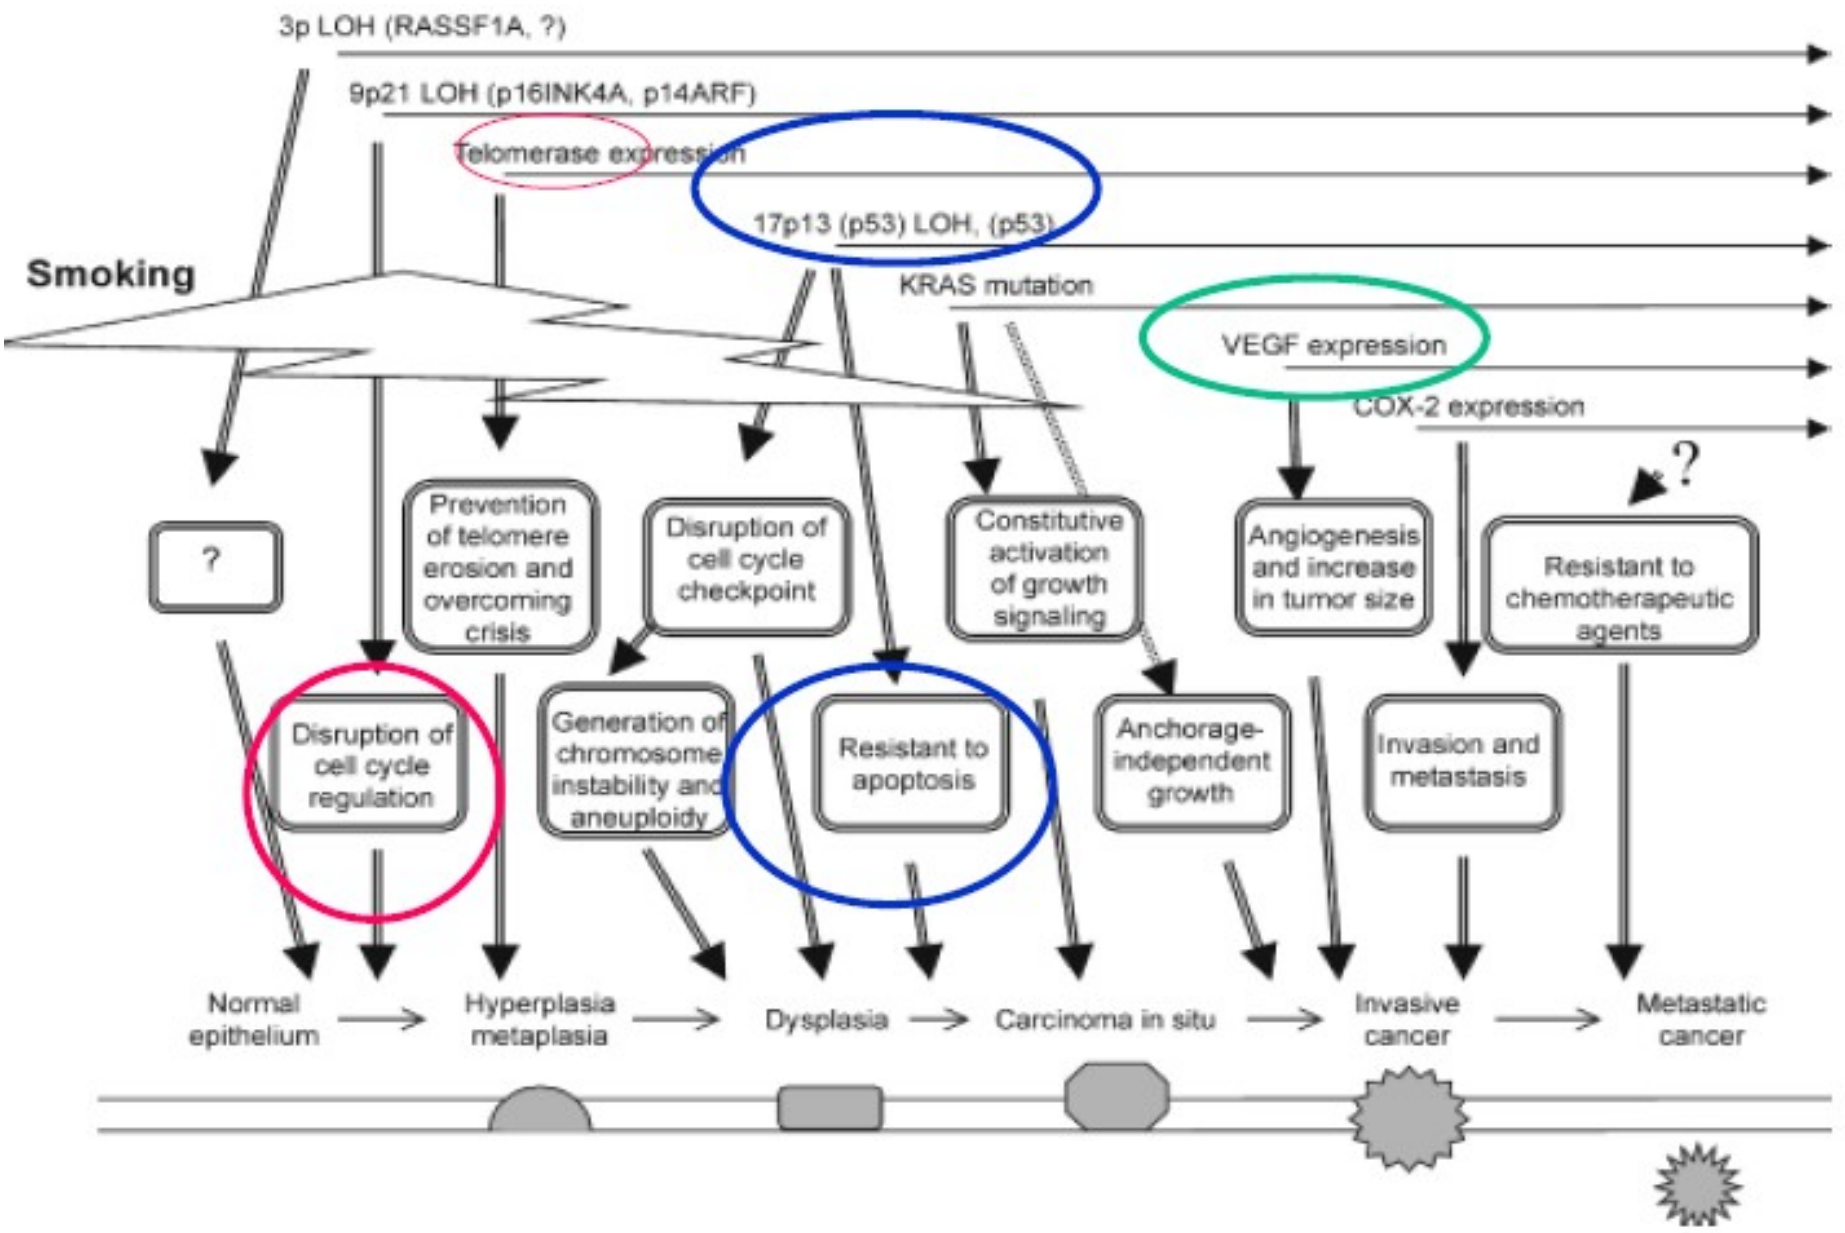 3p LOH (RASSF1A, ?)
9p21 LOH (p16INK4A, p14ARF)
Telomerase expression
17p13 (p53) LOH, (p53)
Smoking
KRAS mutation
VEGF expression
COX-2 expression
?
?
Prevention
of telomere
erosion and
overcoming
crisis
Disruption of
cell cycle
checkpoint
Constitutive
activation
of growth
signaling
Angiogenesis
and increase
in tumor size
Resistant to
chemotherapeutic
agents
Disruption of
cell cycle
regulation
Generation of
chromosome
instability and
aneuploidy
Resistant to
apoptosis
Anchorage-
independent
growth
Invasion and
metastasis
Normal
epithelium
Hyperplasia
metaplasia
Dysplasia
Carcinoma in situ
Invasive
cancer
Metastatic
cancer